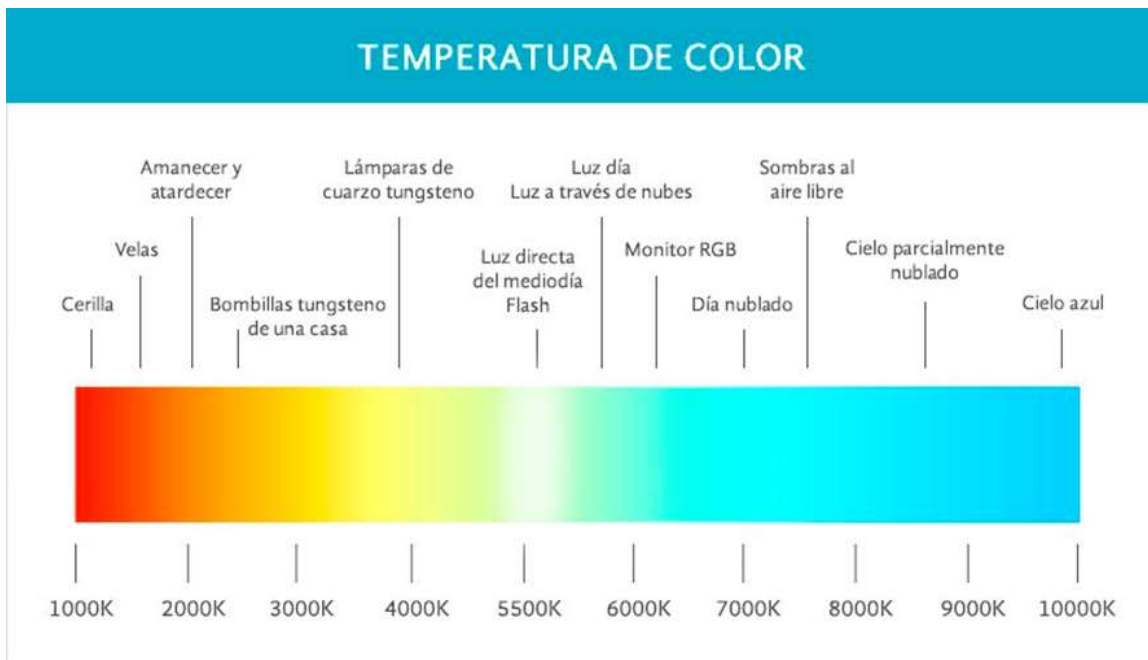 TEMPERATURA DE COLOR
Amanecer y
atardecer
Lámparas de
cuarzo tungsteno
Luz día
Luz a través de nubes
Sombras al
aire libre
Velas
Luz directa
del mediodía
Flash
Monitor RGB
Cielo parcialmente
nublado
Cerilla
Bombillas tungsteno
de una casa
Día nublado
Cielo azul
1000K 2000K 3000K 4000K 5500K 6000K 7000K 8000K 9000K 10000K